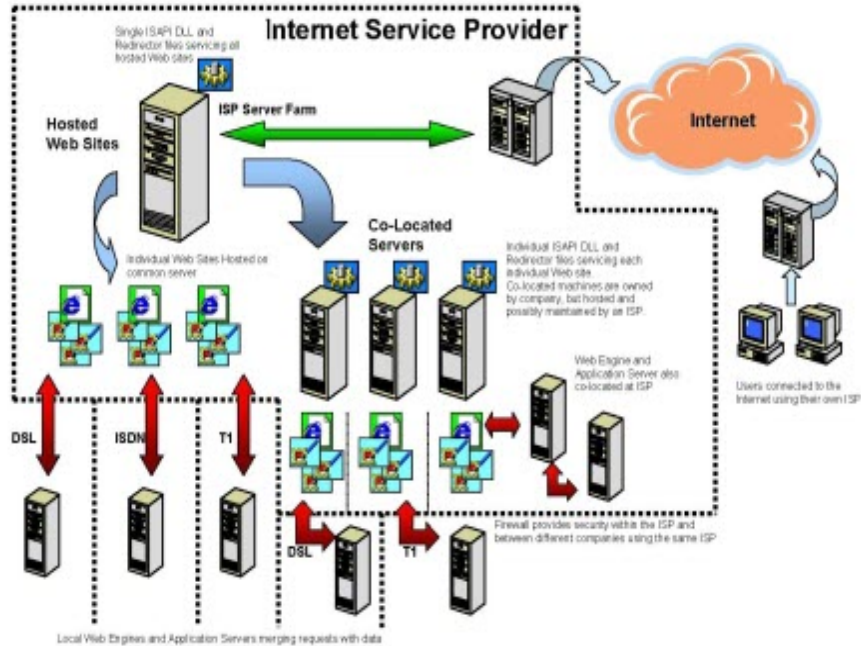 Internet Service Provider
Single ISAPI DLL and
Redirector files servicing all
hosted Web sites
ISP Server Farm
Hosted
Web Sites
Internet
Co-Located
Servers
Individual Web Sites Hosted on
common server
Individual ISAPI DLL and
Redirector files servicing each
individual Web site.
Co-located machines are owned
by company, but hosted and
possibly maintained by an ISP.
Web Engine and
Application Server also
co-located at ISP
Users connected to the
Internet using their own ISP
DSL
ISDN
T1
DSL
T1
Firewall provides security within the ISP and
between different companies using the same ISP
Local Web Engines and Application Servers merging requests with data